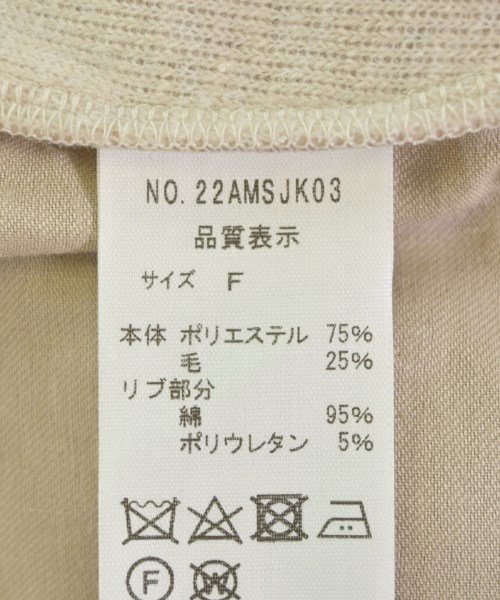 NO. 22AMSJK03
品質表示
サイズ F
本体 ポリエステル 75%
毛 25%
リブ部分
綿 95%
ポリウレタン 5%
F
W